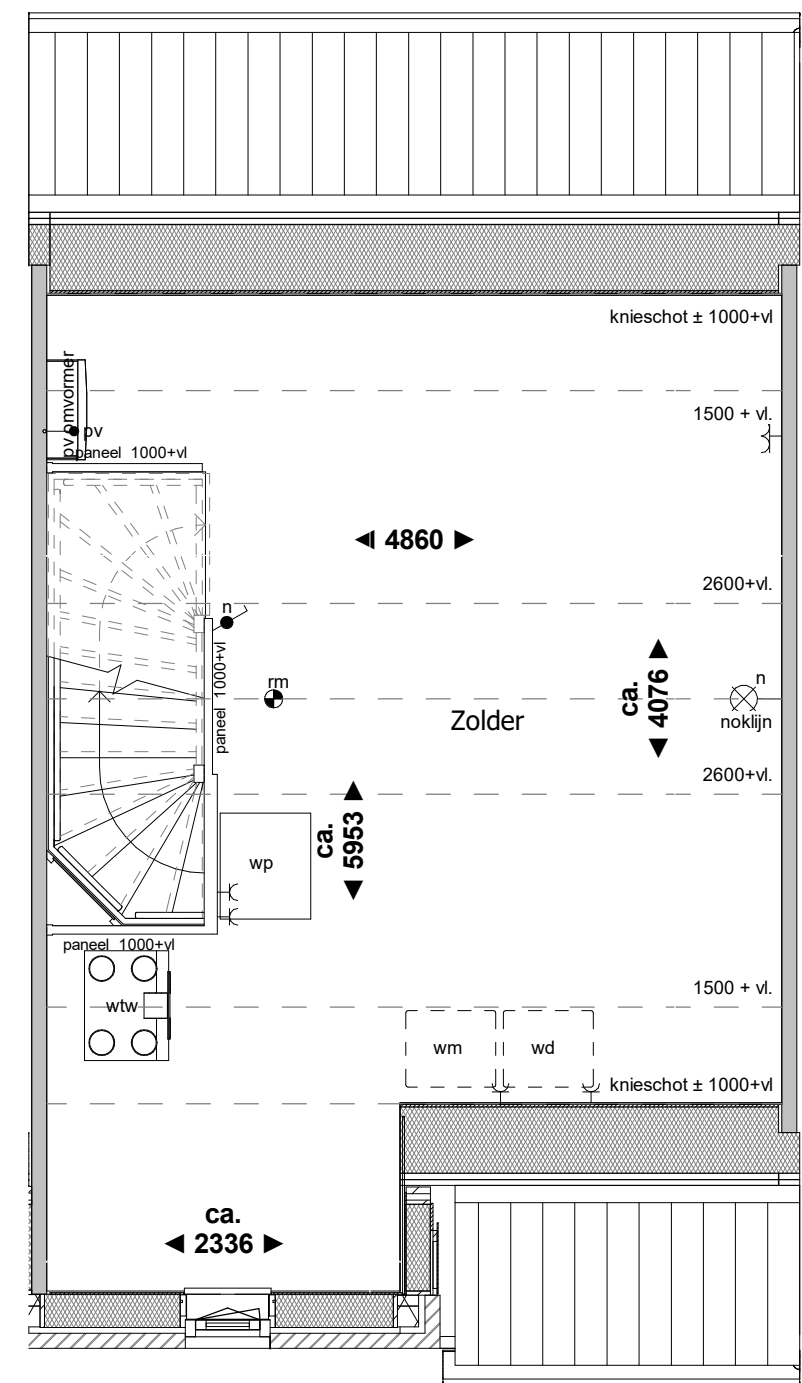 knieschot ± 1000+vl
pv omvormer
1500 + vl.
pv
paneel 1000+vl
4860
2600+vl.
n
paneel 1000+vl
rm
ca.
4076
n
Zolder
noklijn
2600+vl.
ca.
5953
wp
paneel 1000+vl
wtw
1500 + vl.
wm
wd
knieschot ± 1000+vl
ca.
2336